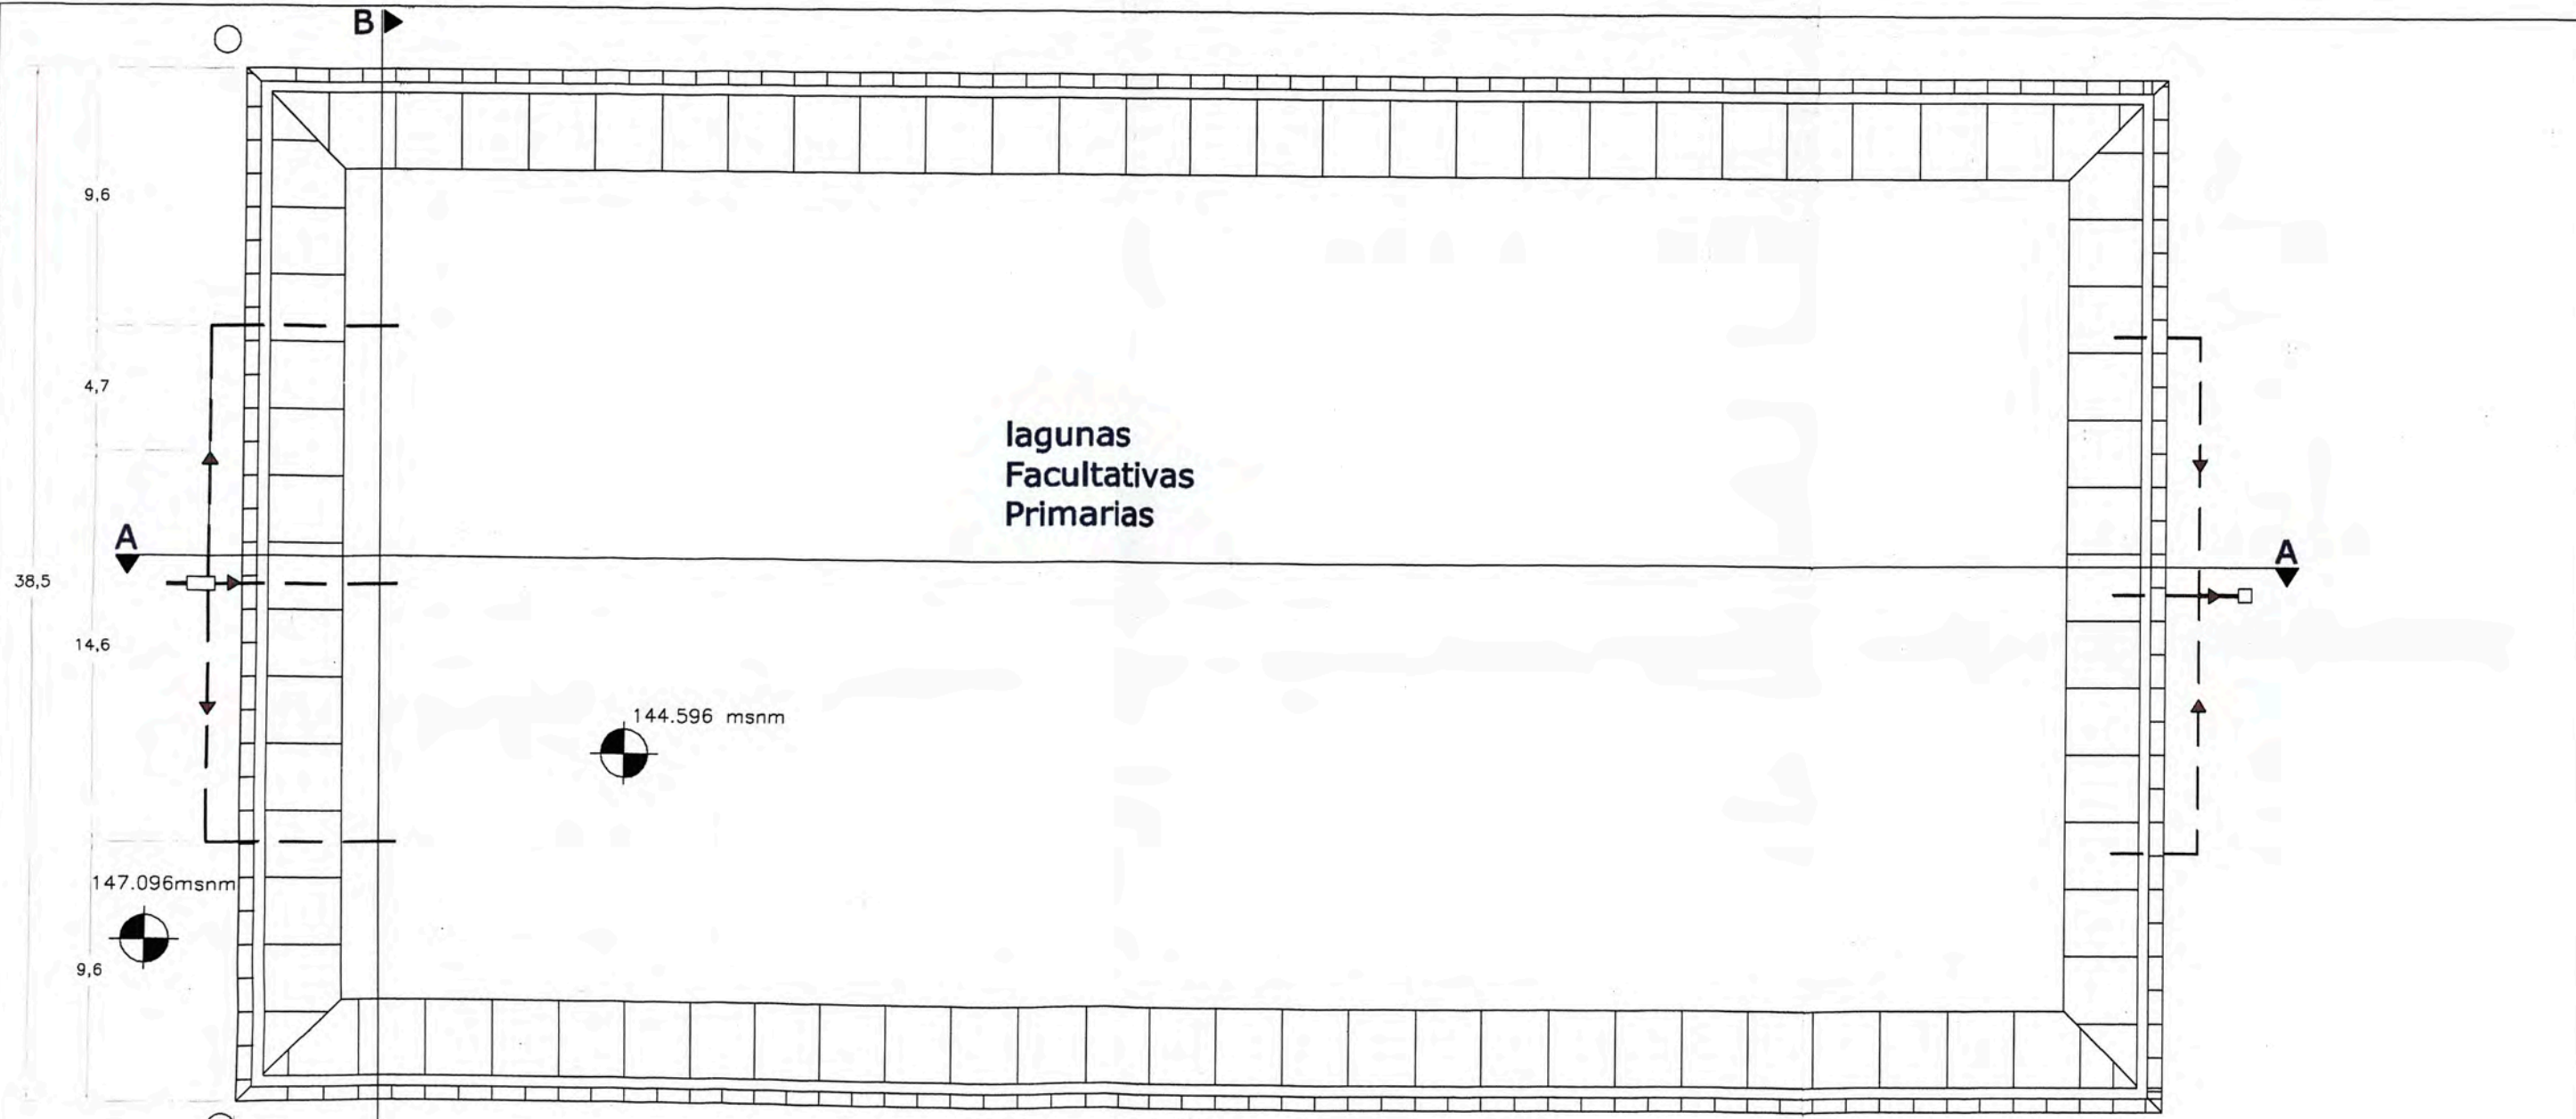 B
9,6
4,7
lagunas
Facultativas
Primarias
A
A
38,5
14,6
144.596 msnm
147.096msnm
9,6